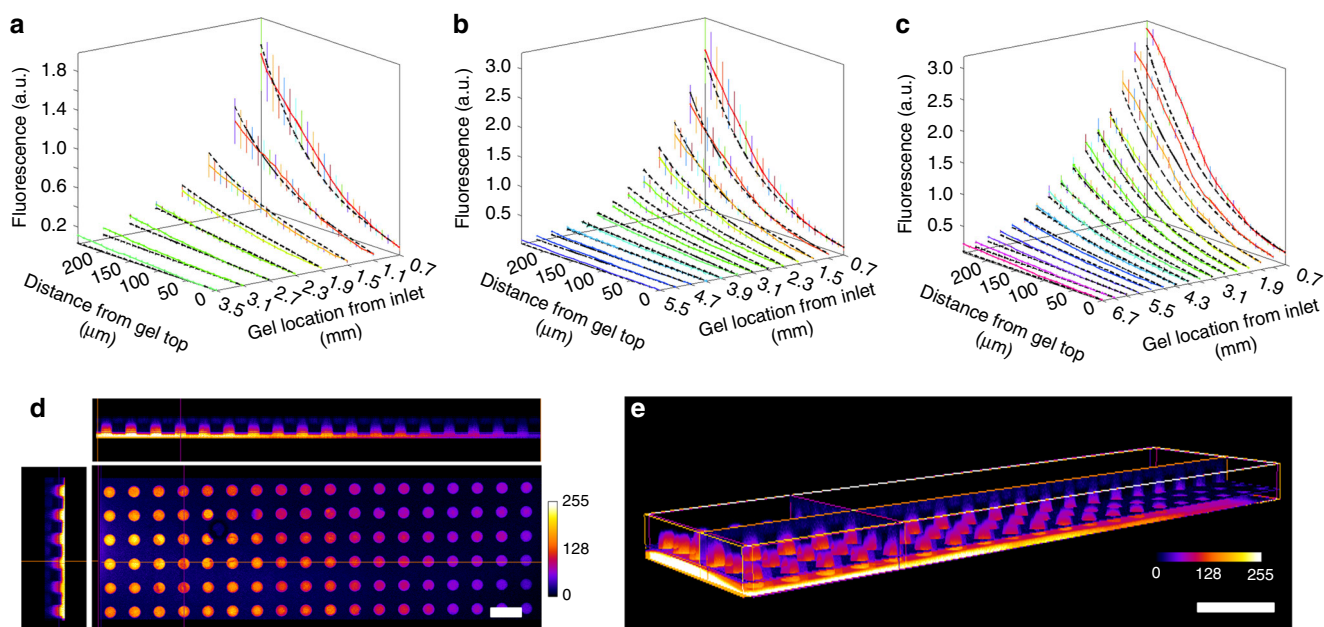 a
Fluorescence (a.u.)
1.8
1.4
1.0
0.6
0.2
200
150
100
50
0
Distance from gel top
(µm)
3.5
3.1
2.7
2.3
1.9
1.5
1.1
0.7
Gel location from inlet
(mm)
b
Fluorescence (a.u.)
3.0
2.5
2.0
1.5
1.0
0.5
200
150
100
50
0
Distance from gel top
(µm)
5.5
4.7
3.9
3.1
2.3
1.5
0.7
Gel location from inlet
(mm)
c
Fluorescence (a.u.)
3.0
2.5
2.0
1.5
1.0
0.5
200
150
100
50
0
Distance from gel top
(µm)
6.7
5.5
4.3
3.1
1.9
0.7
Gel location from inlet
(mm)
d
255
128
0
e
0 128 255